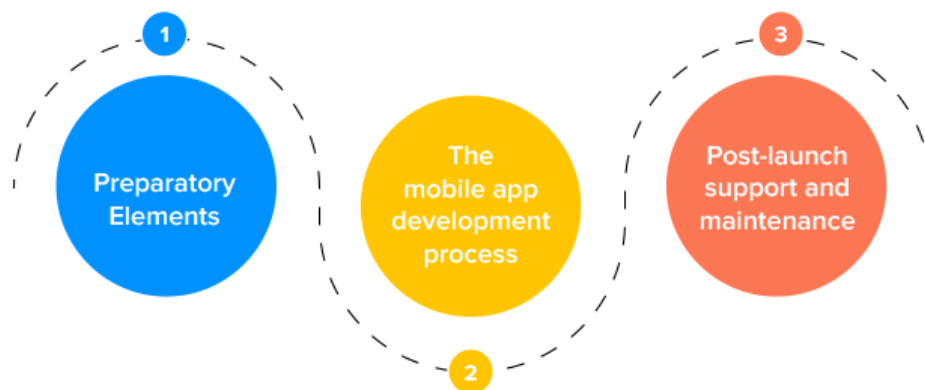 1
Preparatory
Elements
The
mobile app
development
process
2
3
Post-launch
support and
maintenance